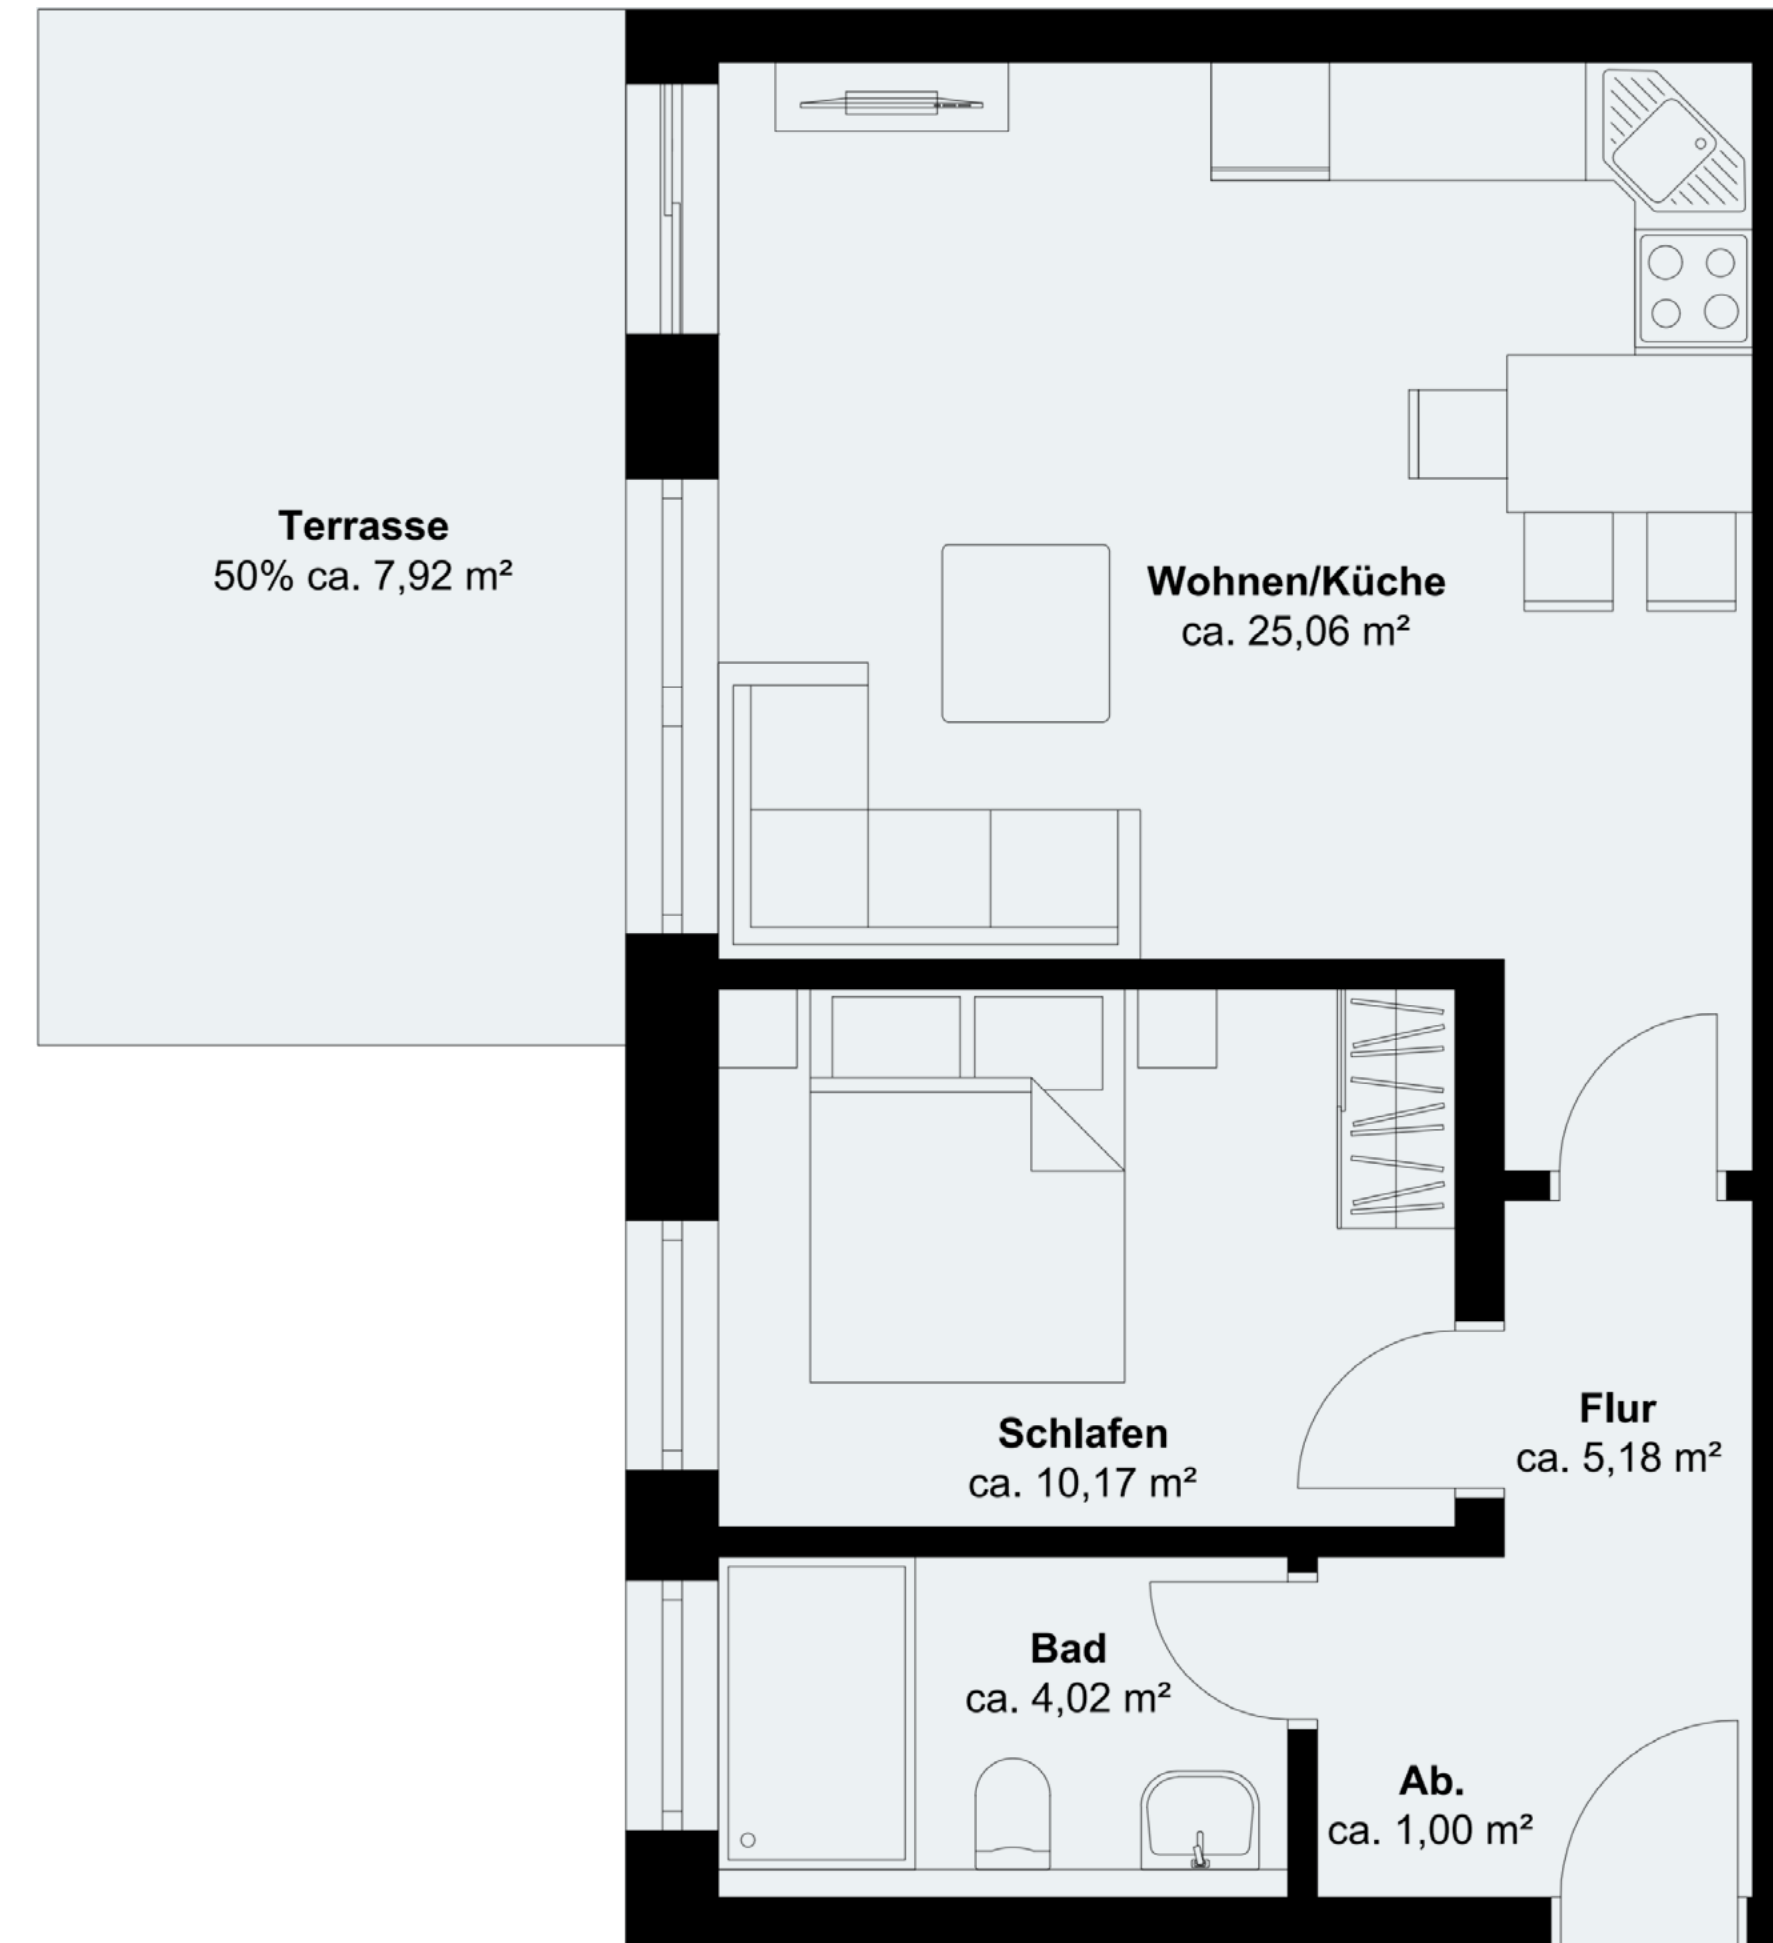 Terrasse
50% ca. 7,92 m²
Wohnen/Küche
ca. 25,06 m²
Schlafen
ca. 10,17 m²
Flur
ca. 5,18 m²
Bad
ca. 4,02 m²
Ab.
ca. 1,00 m²